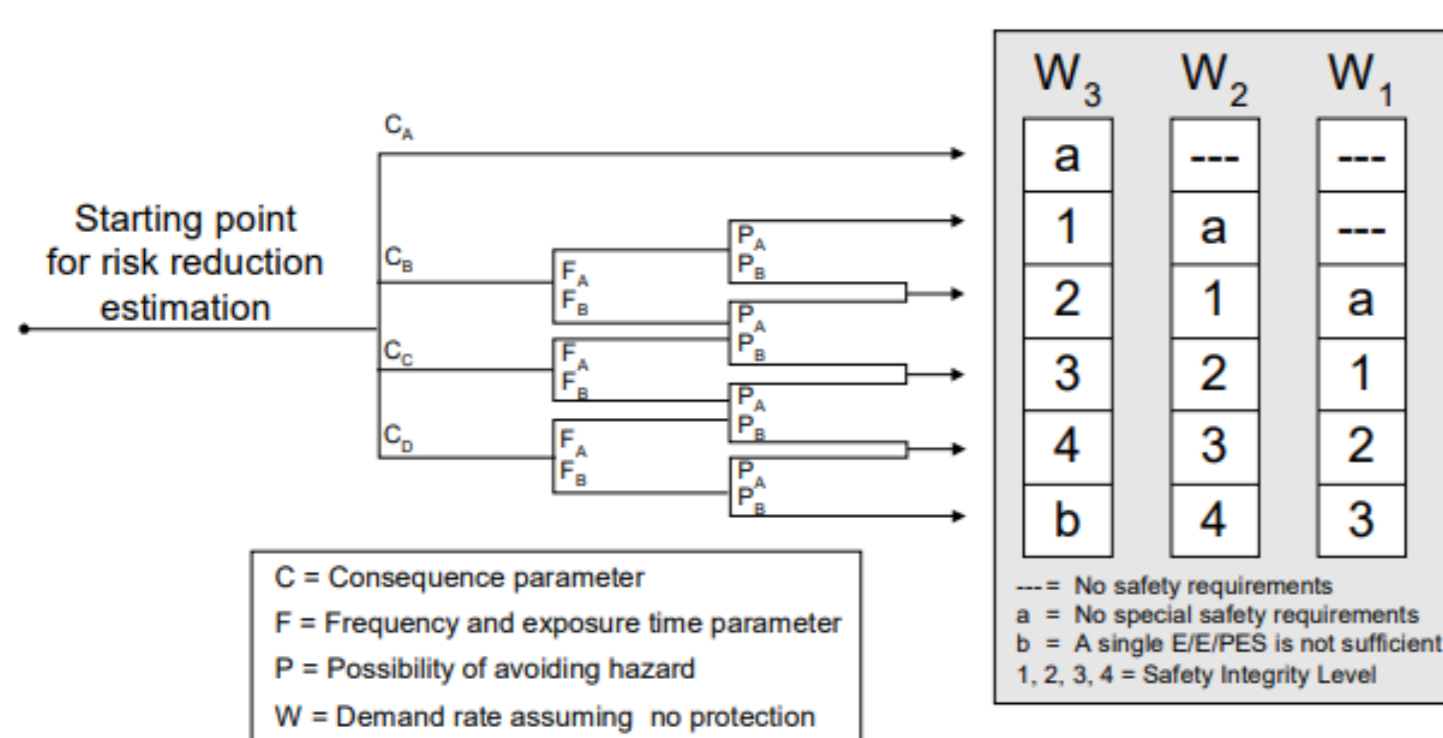 W3 W2 W1
CA
a --- ---
Starting point
for risk reduction
estimation
1 a ---
CB
PA
PB
FA
FB
2 1 a
PA
PB
CC
FA
FB
3 2 1
PA
PB
CD
FA
FB
4 3 2
PA
PB
b 4 3
C = Consequence parameter
F = Frequency and exposure time parameter
P = Possibility of avoiding hazard
W = Demand rate assuming no protection
--- = No safety requirements
a = No special safety requirements
b = A single E/E/PES is not sufficient
1, 2, 3, 4 = Safety Integrity Level